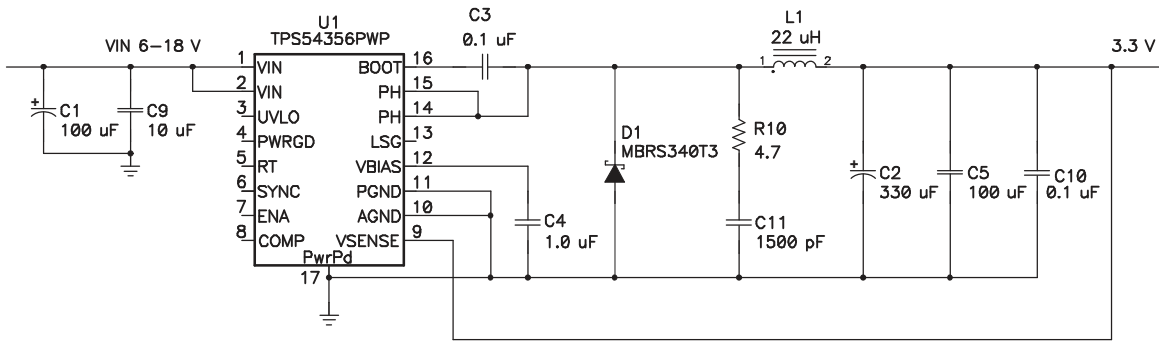 VIN 6-18 V
C1
100 uF
C9
10 uF
U1
TPS54356PWP
1 VIN
2 VIN
3 UVLO
4 PWRGD
5 RT
6 SYNC
7 ENA
8 COMP
BOOT 16
PH 15
PH 14
LSG 13
VBIAS 12
PGND 11
AGND 10
VSENSE 9
PwrPd
17
C3
0.1 uF
C4
1.0 uF
D1
MBRS340T3
R10
4.7
C11
1500 pF
L1
22 uH
1 2
C2
330 uF
C5
100 uF
C10
0.1 uF
3.3 V